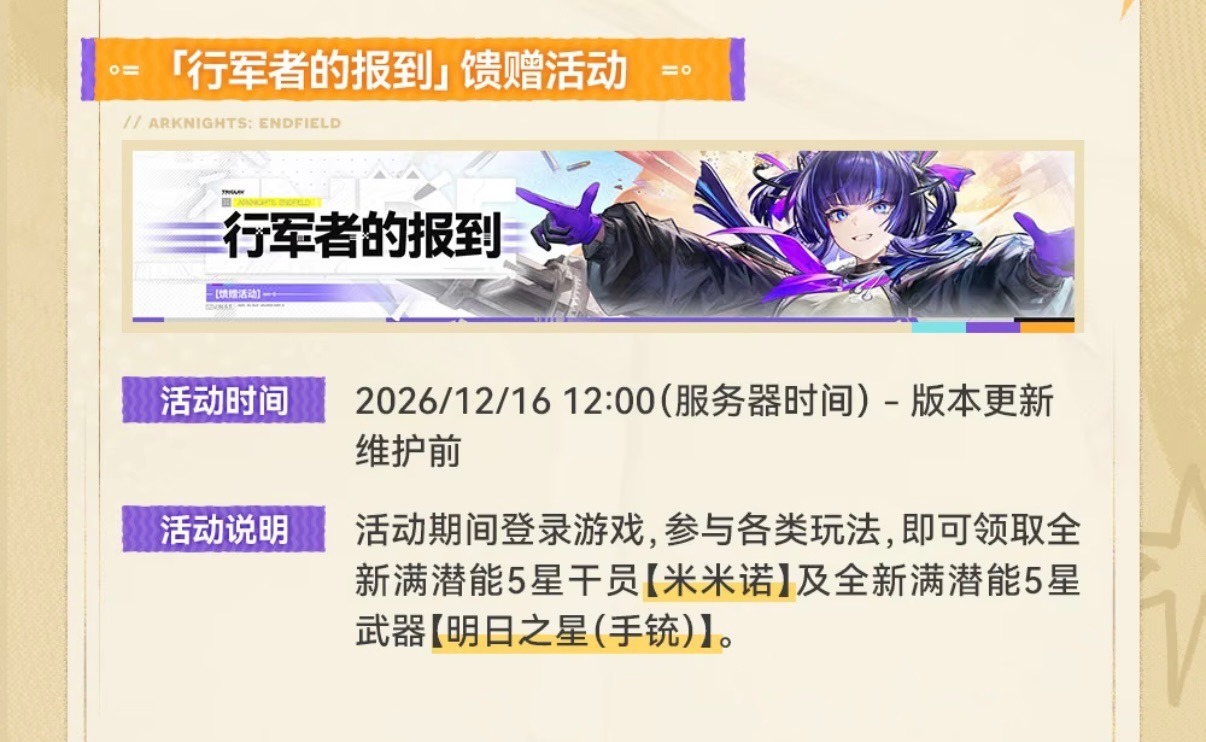 「行军者的报到」馈赠活动
// ARKNIGHTS: ENDFIELD
ARKNIGHTS: ENDFIELD
行军者的报到
[馈赠活动]
活动时间
2026/12/16 12:00(服务器时间) – 版本更新
维护前
活动说明
活动期间登录游戏,参与各类玩法,即可领取全
新满潜能5星干员【米米诺】及全新满潜能5星
武器【明日之星(手铳)】。